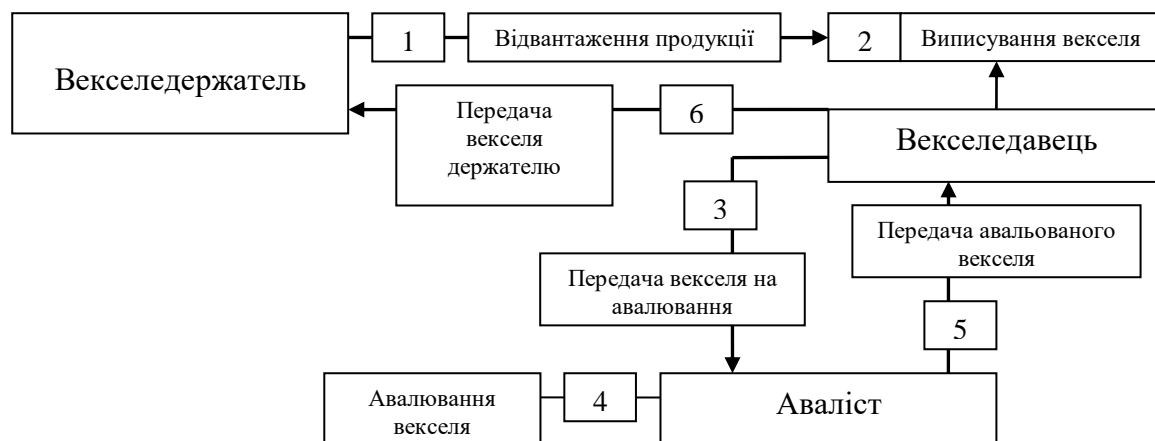 1
Відвантаження продукції
2
Виписування векселя
Векселедержатель
Передача
векселя
держателю
6
Векселедавець
3
Передача авальованого
векселя
Передача векселя на
авалювання
5
Авалювання
векселя
4
Аваліст